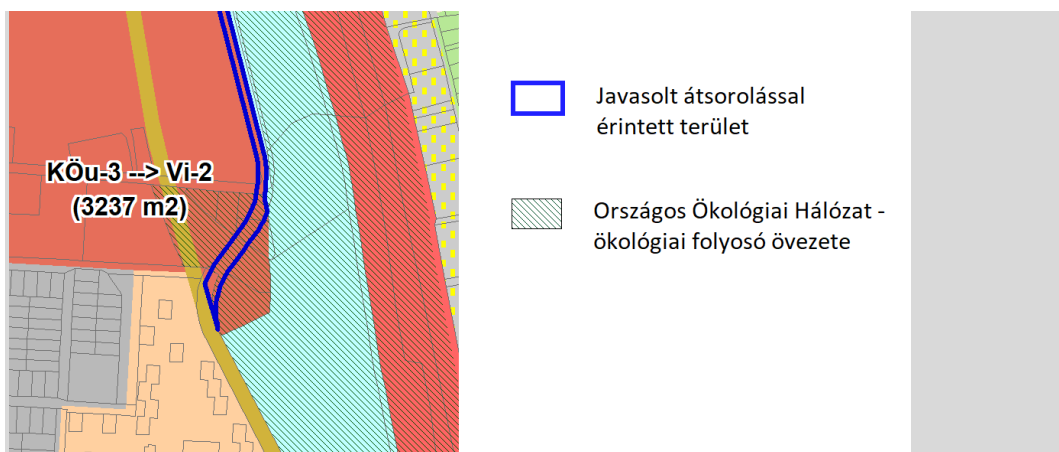 KÖu-3 --> Vi-2
(3237 m2)
Javasolt átsorolással
érintett terület
Országos Ökológiai Hálózat -
ökológiai folyosó övezete